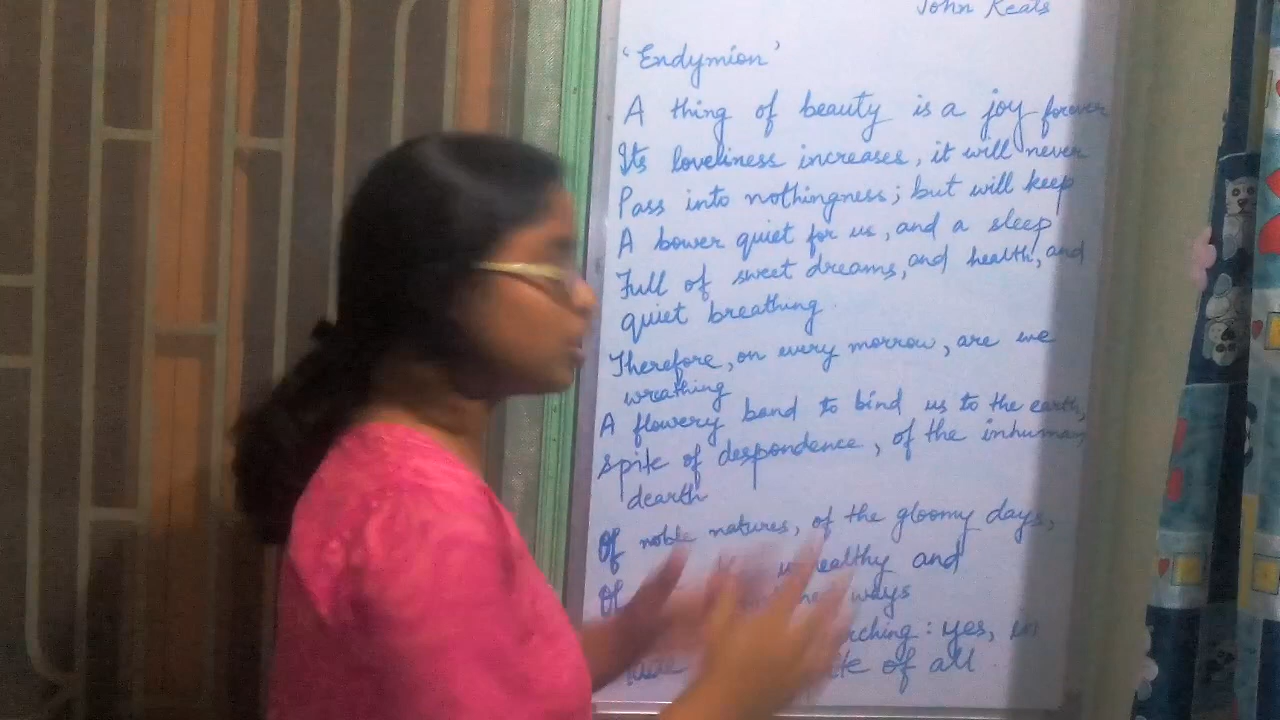 John Keats
'Endymion'
A thing of beauty is a joy forever
Its loveliness increases, it will never
Pass into nothingness; but will keep
A bower quiet for us, and a sleep
Full of sweet dreams, and health, and
quiet breathing.
Therefore, on every morrow, are we
wreathing
A flowery band to bind us to the earth,
Spite of despondence, of the inhuman
dearth
Of noble natures, of the gloomy days,
Of and
ways
yes, in
of all